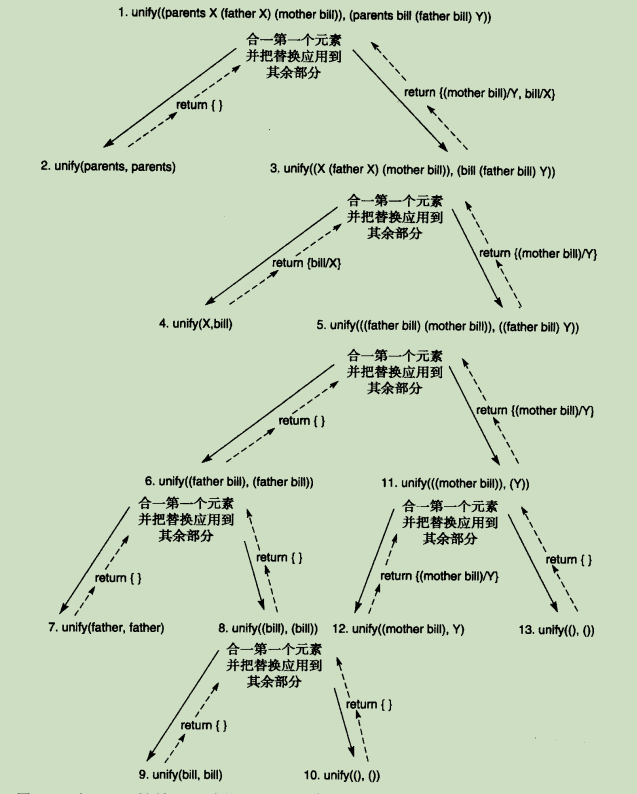 1. unify((parents X (father X) (mother bill)), (parents bill (father bill) Y))
合一第一个元素
并把替换应用到
其余部分
return { }
return {(mother bill)/Y, bill/X}
2. unify(parents, parents)
3. unify((X (father X) (mother bill)), (bill (father bill) Y))
合一第一个元素
并把替换应用到
其余部分
return {bill/X}
return {(mother bill)/Y}
4. unify(X,bill)
5. unify(((father bill) (mother bill)), ((father bill) Y))
合一第一个元素
并把替换应用到
其余部分
return { }
return {(mother bill)/Y}
6. unify((father bill), (father bill))
11. unify(((mother bill)), (Y))
合一第一个元素
并把替换应用到
其余部分
合一第一个元素
并把替换应用到
其余部分
return { }
return { }
return {(mother bill)/Y}
return { }
7. unify(father, father)
8. unify((bill), (bill))
12. unify((mother bill), Y)
13. unify((), ())
合一第一个元素
并把替换应用到
其余部分
return { }
return { }
9. unify(bill, bill)
10. unify((), ())